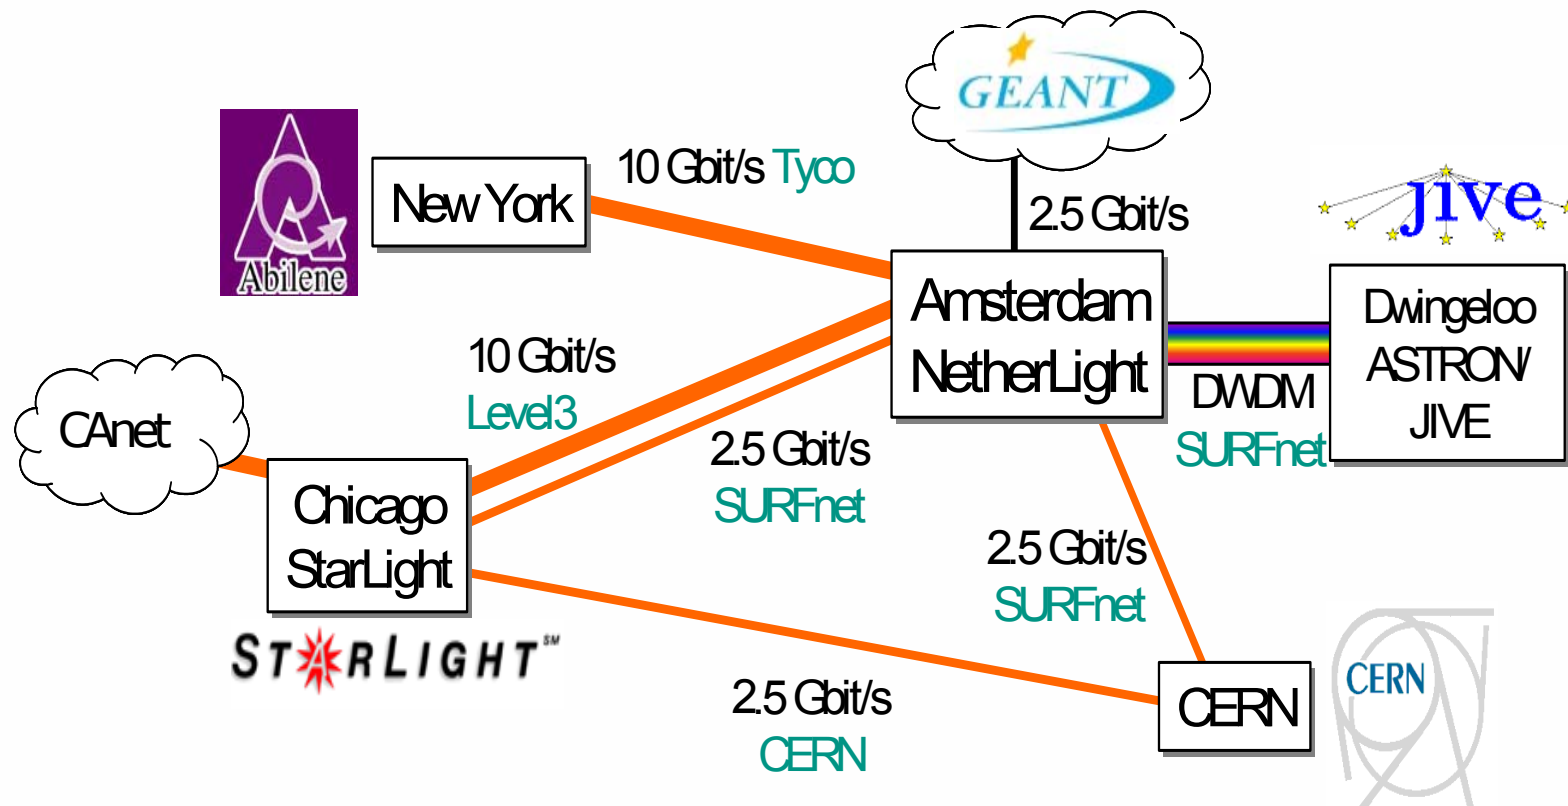 GEANT
Abilene
New York
10 Gbit/s Tyco
2.5 Gbit/s
jive
Amsterdam
NetherLight
Dwingeloo
ASTRON/
JIVE
DWDM
SURFnet
10 Gbit/s
Level3
CAnet
2.5 Gbit/s
SURFnet
Chicago
StarLight
STARLIGHT SM
2.5 Gbit/s
SURFnet
2.5 Gbit/s
CERN
CERN
CERN